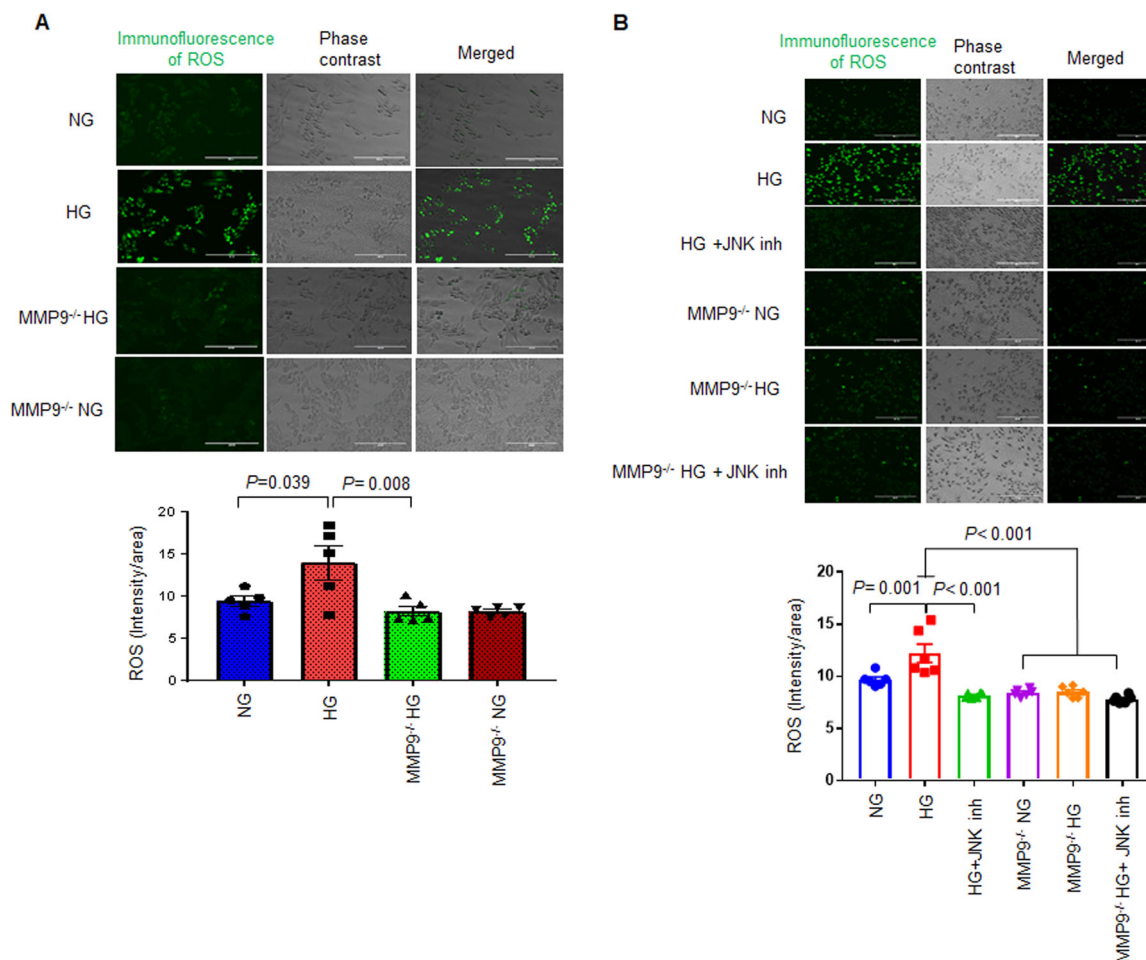 A
Immunofluorescence
of ROS
Phase
contrast
Merged
NG
HG
MMP9-/- HG
MMP9-/- NG
P=0.039
P= 0.008
ROS (Intensity/area)
20
15
10
5
0
NG
HG
MMP9-/- HG
MMP9-/- NG
B
Immunofluorescence
of ROS
Phase
contrast
Merged
NG
HG
HG +JNK inh
MMP9-/- NG
MMP9-/- HG
MMP9-/- HG + JNK inh
P< 0.001
P= 0.001
P< 0.001
ROS (Intensity/area)
20
15
10
5
0
NG
HG
HG+JNK inh
MMP9-/- NG
MMP9-/- HG
MMP9-/- HG+ JNK inh